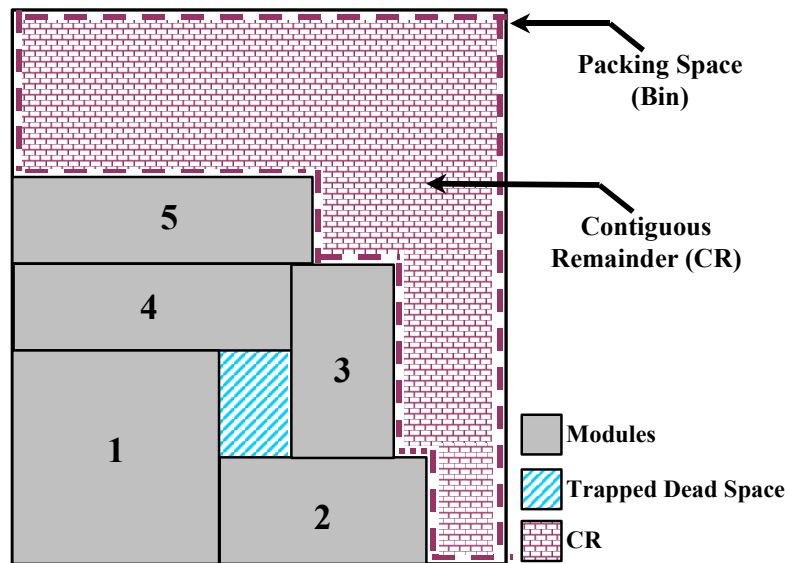 Packing Space
(Bin)
5
Contiguous
Remainder (CR)
4
3
1
2
Modules
Trapped Dead Space
CR